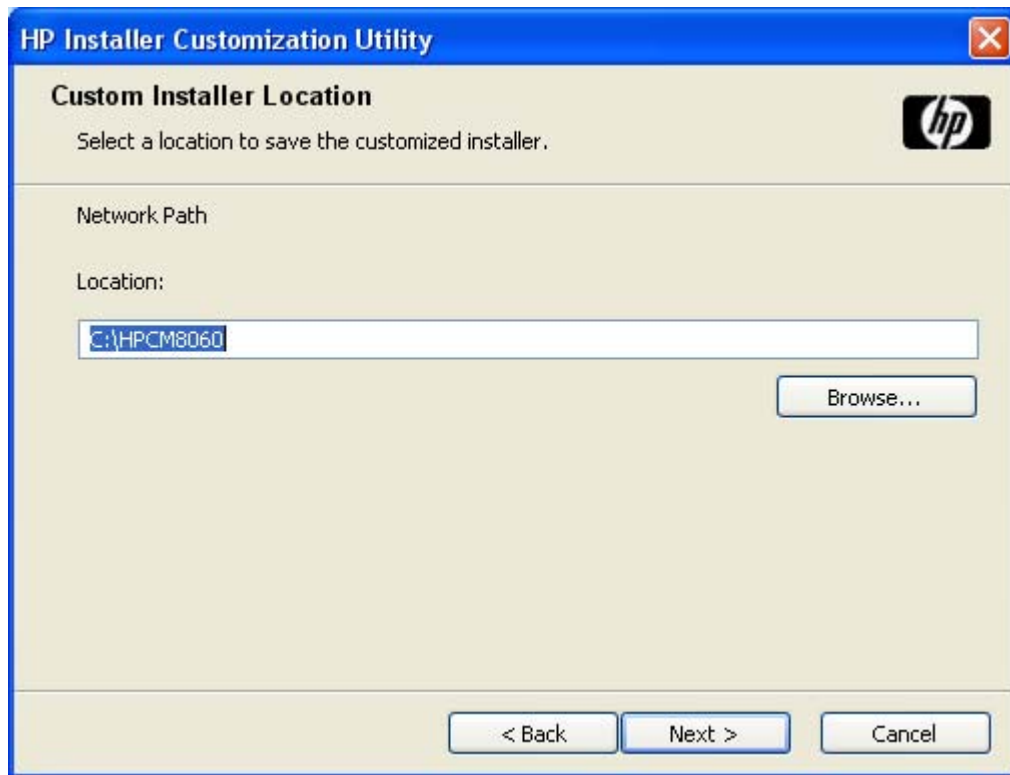 HP Installer Customization Utility
Custom Installer Location
Select a location to save the customized installer.
hp
Network Path
Location:
C:\HPCM8060
Browse...
< Back
Next >
Cancel